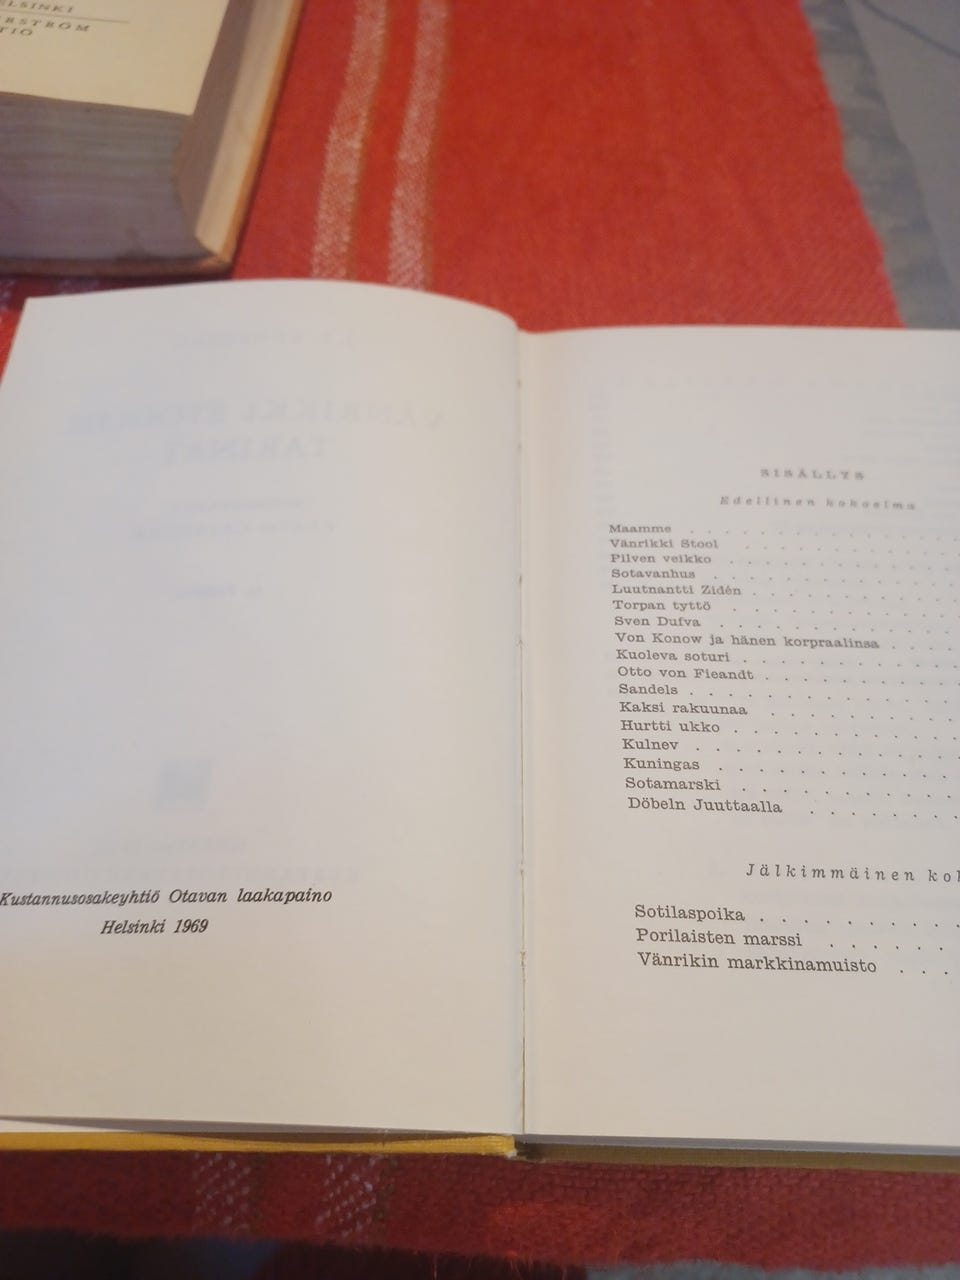 ELSINKI
Kustannusosakeyhtiö Otavan laakapaino
Helsinki 1969
SISÄLLYS
Edellinen kokoelma
Maamme
Vänrikki Stool
Pilven veikko
Sotavanhus
Luutnantti Zidén
Torpan tyttö
Sven Dufva
Von Konow ja hänen korpraalinsa
Kuoleva soturi
Otto von Fieandt
Sandels
Kaksi rakuunaa
Hurtti ukko
Kulnev
Kuningas
Sotamarski
Döbeln Juuttaalla
Jälkimmäinen kok
Sotilaspoika
Porilaisten marssi
Vänrikin markkinamuisto